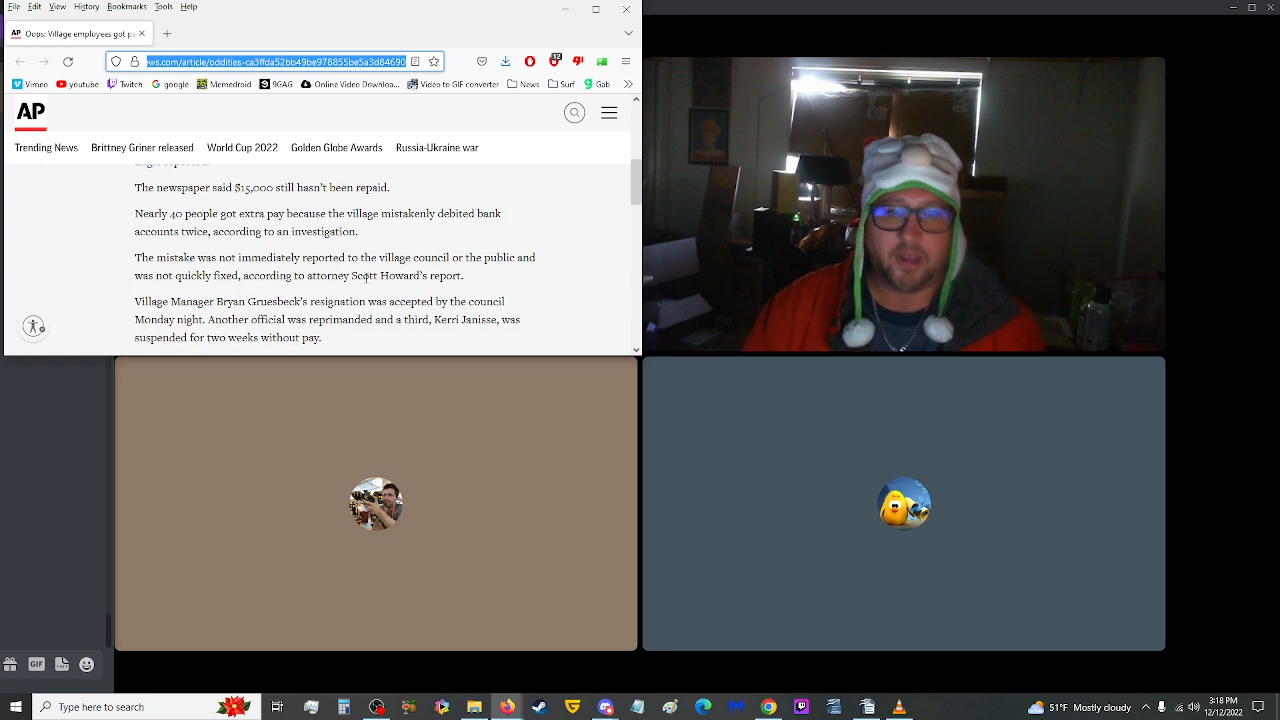 File Edit View History Bookmarks Tools Help
AP Oops: Village employees got pa
ws.com/article/oddities-ca3ffda52bb49be978855be5a3d84690
32
Vimeo youtube Twitch google Memedroid 9GAG Online Video Downloa... Video to GIF converter News Surf Gab
AP
Trending News Brittney Griner released World Cup 2022 Golden Globe Awards Russia-Ukraine war
The newspaper said $15,000 still hasn't been repaid.
Nearly 40 people got extra pay because the village mistakenly debited bank
accounts twice, according to an investigation.
The mistake was not immediately reported to the village council or the public and
was not quickly fixed, according to attorney Scott Howard's report.
Village Manager Bryan Gruesbeck's resignation was accepted by the council
Monday night. Another official was reprimanded and a third, Kerri Janisse, was
suspended for two weeks without pay.
GIF
Type here to search
51°F Mostly cloudy
3:18 PM
12/12/2022